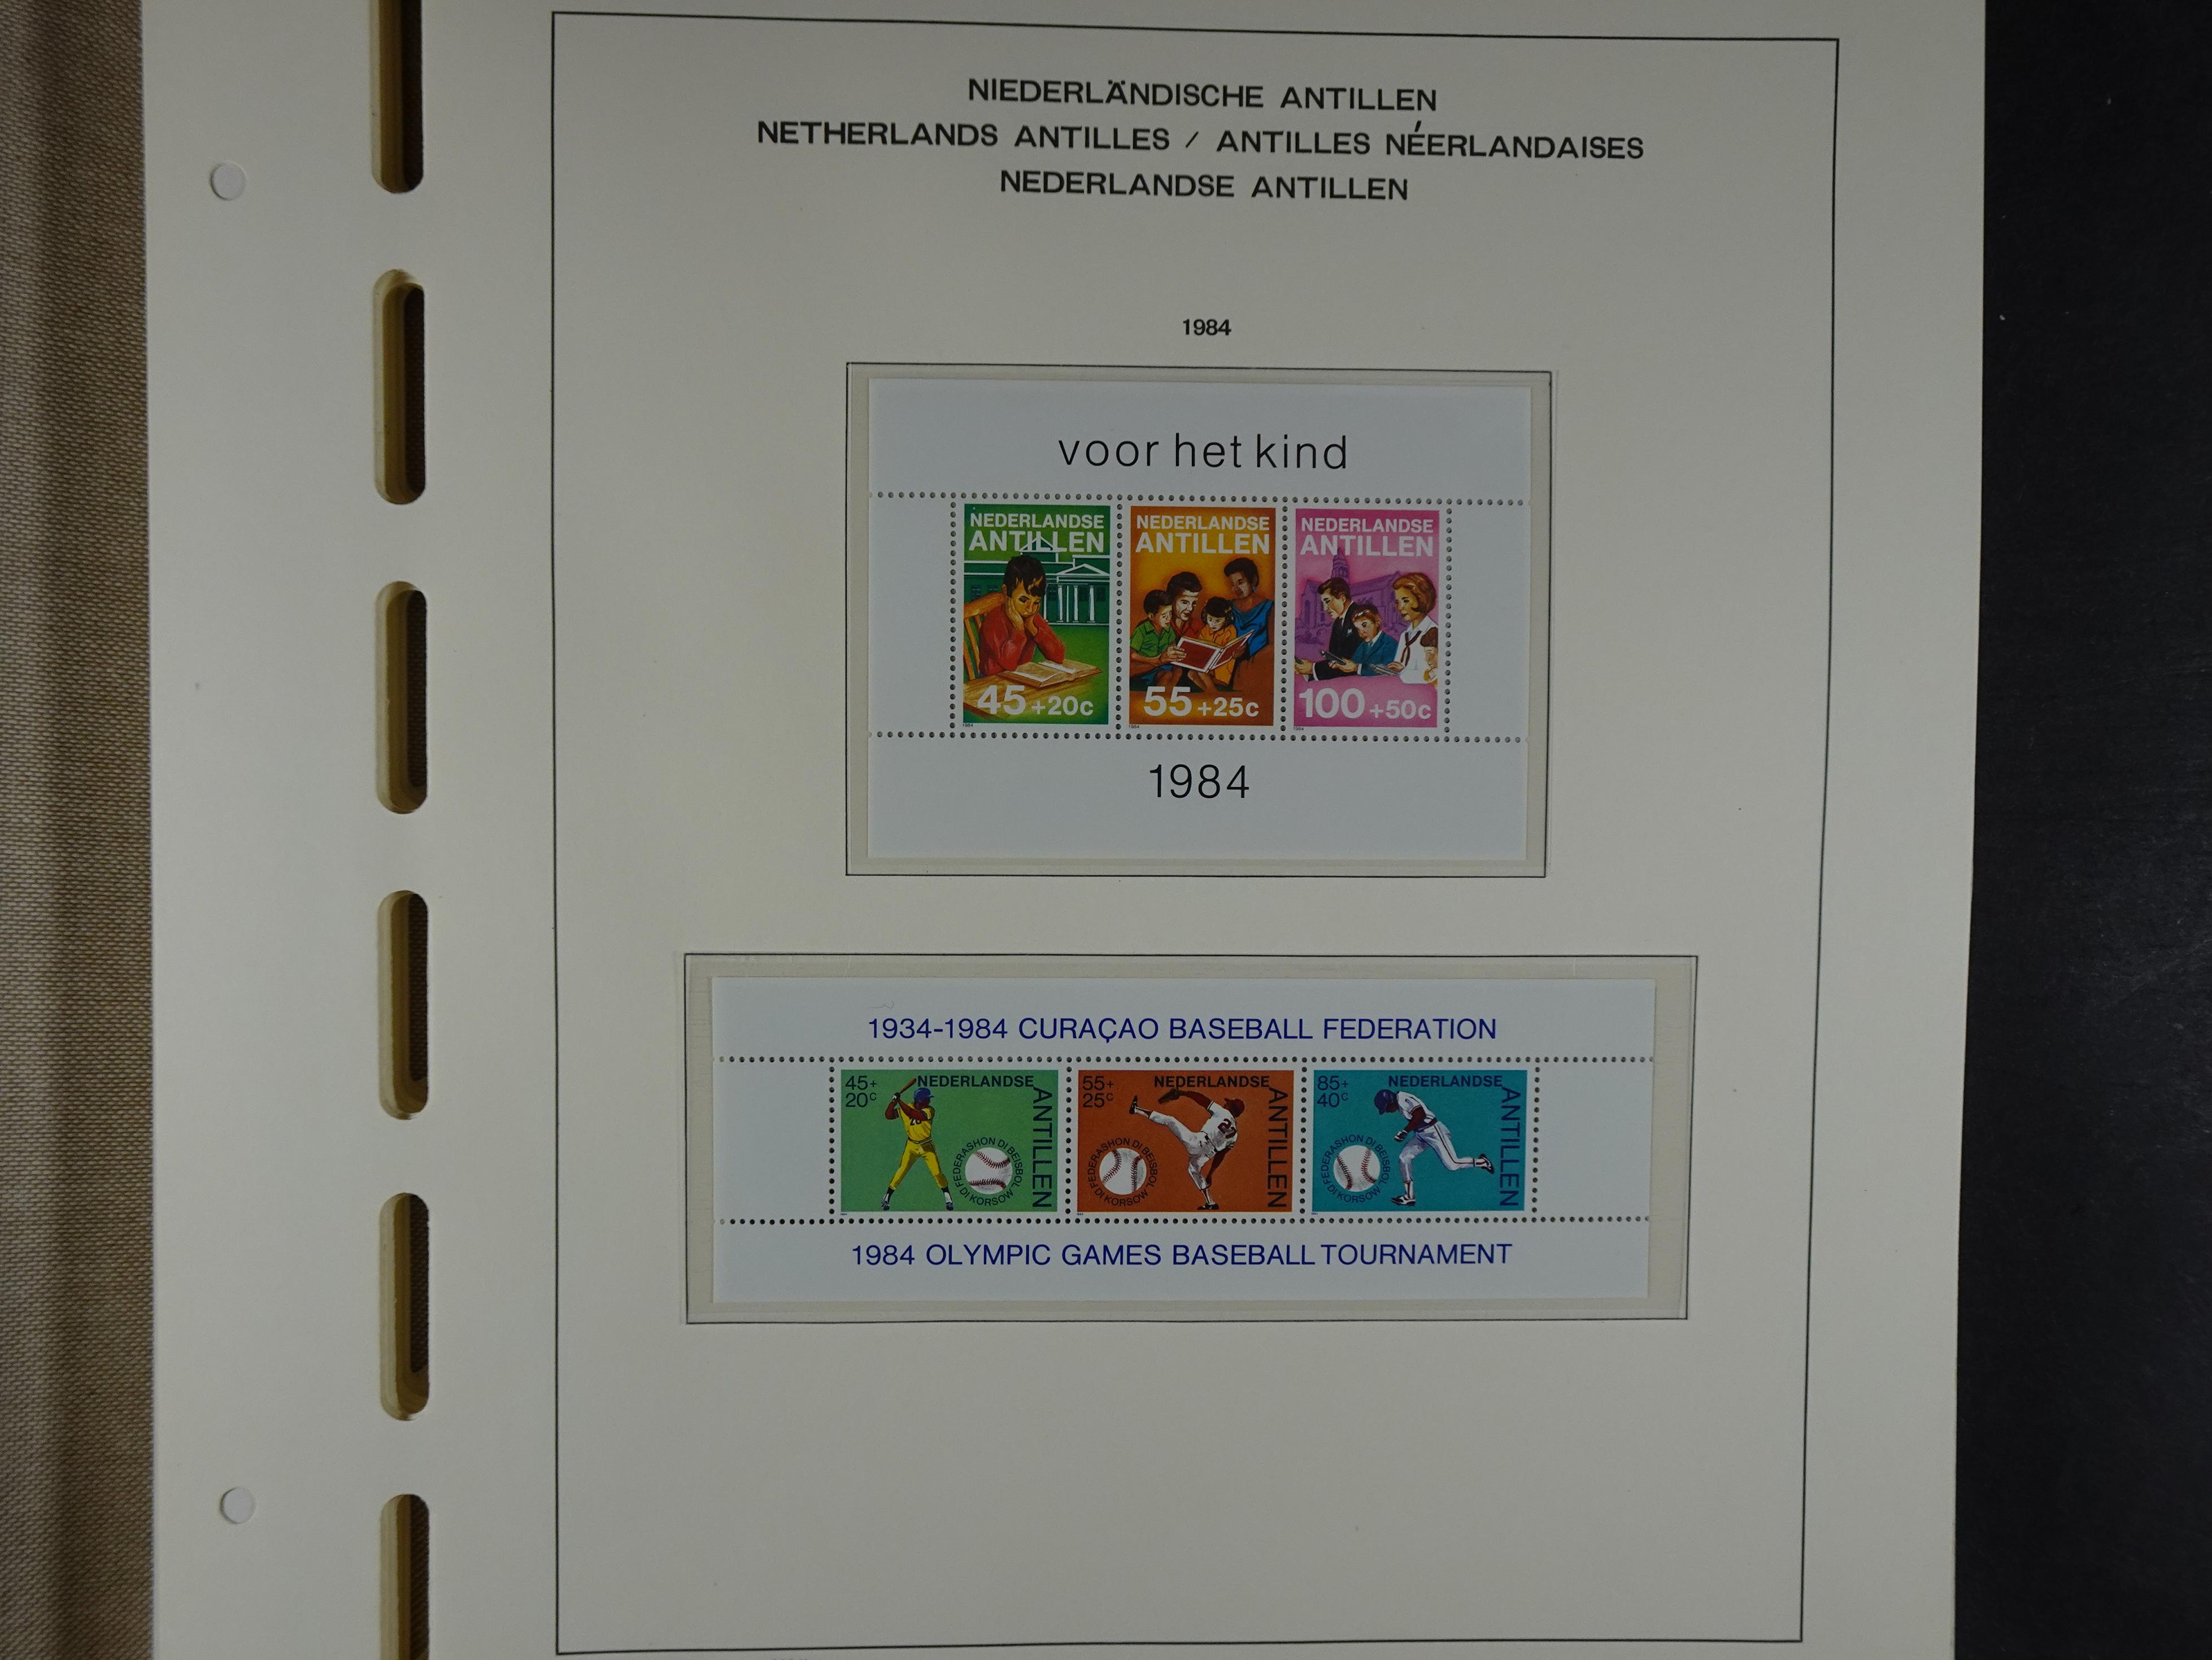 NIEDERLÄNDISCHE ANTILLEN
NETHERLANDS ANTILLES / ANTILLES NÉERLANDAISES
NEDERLANDSE ANTILLEN
1984
voor het kind
NEDERLANDSE
ANTILLEN
45 +20c
1984
NEDERLANDSE
ANTILLEN
55 +25c
1984
NEDERLANDSE
ANTILLEN
100 +50c
1984
1984
1934-1984 CURAÇAO BASEBALL FEDERATION
45+
20c
NEDERLANDSE
ANTILLEN
FEDERASHON DI BEISBOL DI KORSOW
55+
25c
NEDERLANDSE
ANTILLEN
FEDERASHON DI BEISBOL DI KORSOW
85+
40c
NEDERLANDSE
ANTILLEN
FEDERASHON DI BEISBOL DI KORSOW
1984 OLYMPIC GAMES BASEBALL TOURNAMENT